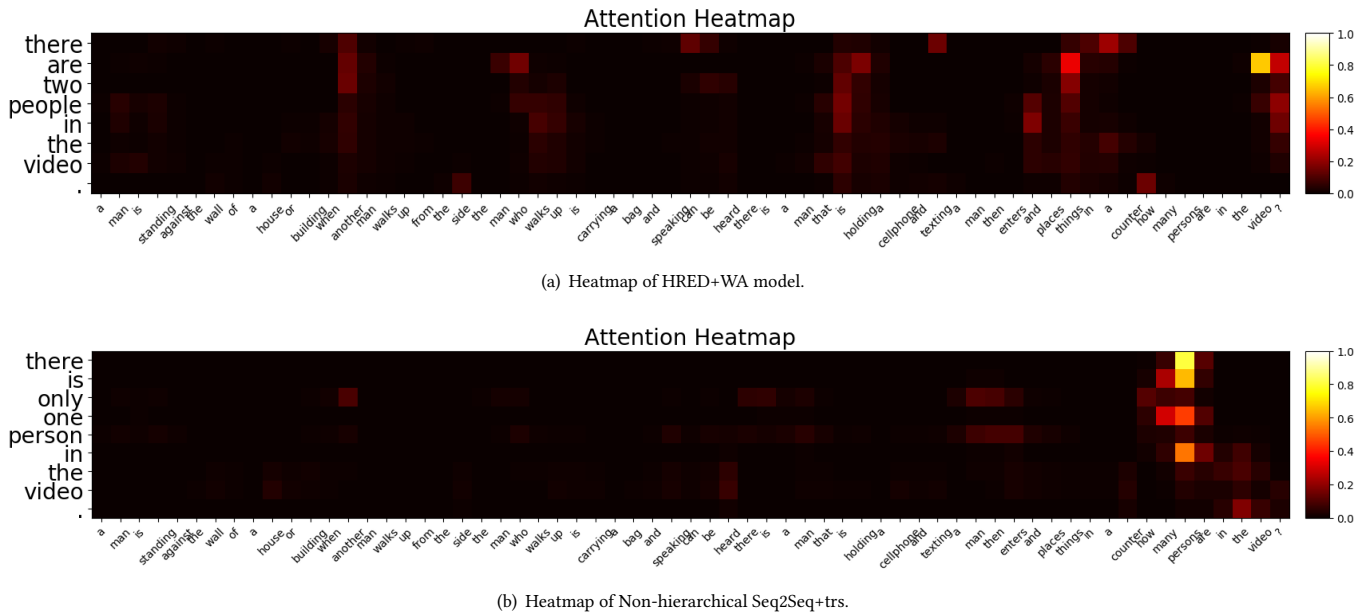 Attention Heatmap
there
are
two
people
in
the
video
.
1.0
0.8
0.6
0.4
0.2
0.0
a man is standing against the wall of a house or building when another man walks up from the side the man who walks up is carrying a bag and speaking can be heard there is a man that is holding a cellphone and texting a man then enters and places things in a counter how many persons are in the video ?
(a) Heatmap of HRED+WA model.
Attention Heatmap
there
is
only
one
person
in
the
video
.
1.0
0.8
0.6
0.4
0.2
0.0
a man is standing against the wall of a house or building when another man walks up from the side the man who walks up is carrying a bag and speaking can be heard there is a man that is holding a cellphone and texting a man then enters and places things in a counter how many persons are in the video ?
(b) Heatmap of Non-hierarchical Seq2Seq+trs.